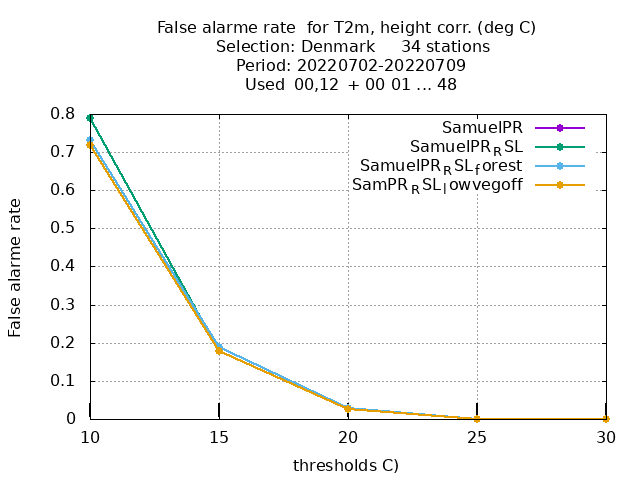 False alarme rate  for T2m, height corr. (deg C)
Selection: Denmark     34 stations
Period: 20220702-20220709
Used  00,12  + 00 01 ... 48
SamuelPR
SamuelPR_RSL
SamuelPR_RSL_forest
SamPR_RSL_lowvegoff
False alarme rate
0.8
0.7
0.6
0.5
0.4
0.3
0.2
0.1
0
10 15 20 25 30
thresholds C)